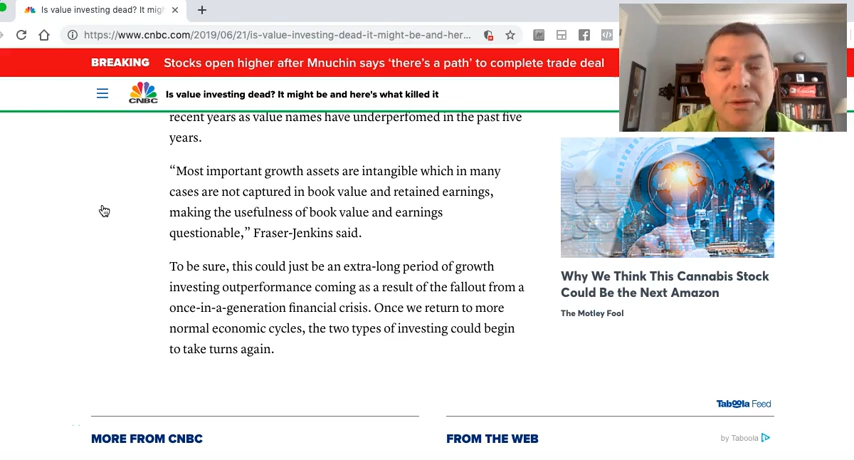 Is value investing dead? It migh
https://www.cnbc.com/2019/06/21/is-value-investing-dead-it-might-be-and-her...
BREAKING Stocks open higher after Mnuchin says ‘there's a path’ to complete trade deal
CNBC Is value investing dead? It might be and here's what killed it
recent years as value names have underperfomed in the past five
years.
“Most important growth assets are intangible which in many
cases are not captured in book value and retained earnings,
making the usefulness of book value and earnings
questionable,” Fraser-Jenkins said.
To be sure, this could just be an extra-long period of growth
investing outperformance coming as a result of the fallout from a
once-in-a-generation financial crisis. Once we return to more
normal economic cycles, the two types of investing could begin
to take turns again.
Why We Think This Cannabis Stock
Could Be the Next Amazon
The Motley Fool
Taboola Feed
MORE FROM CNBC
FROM THE WEB
by Taboola